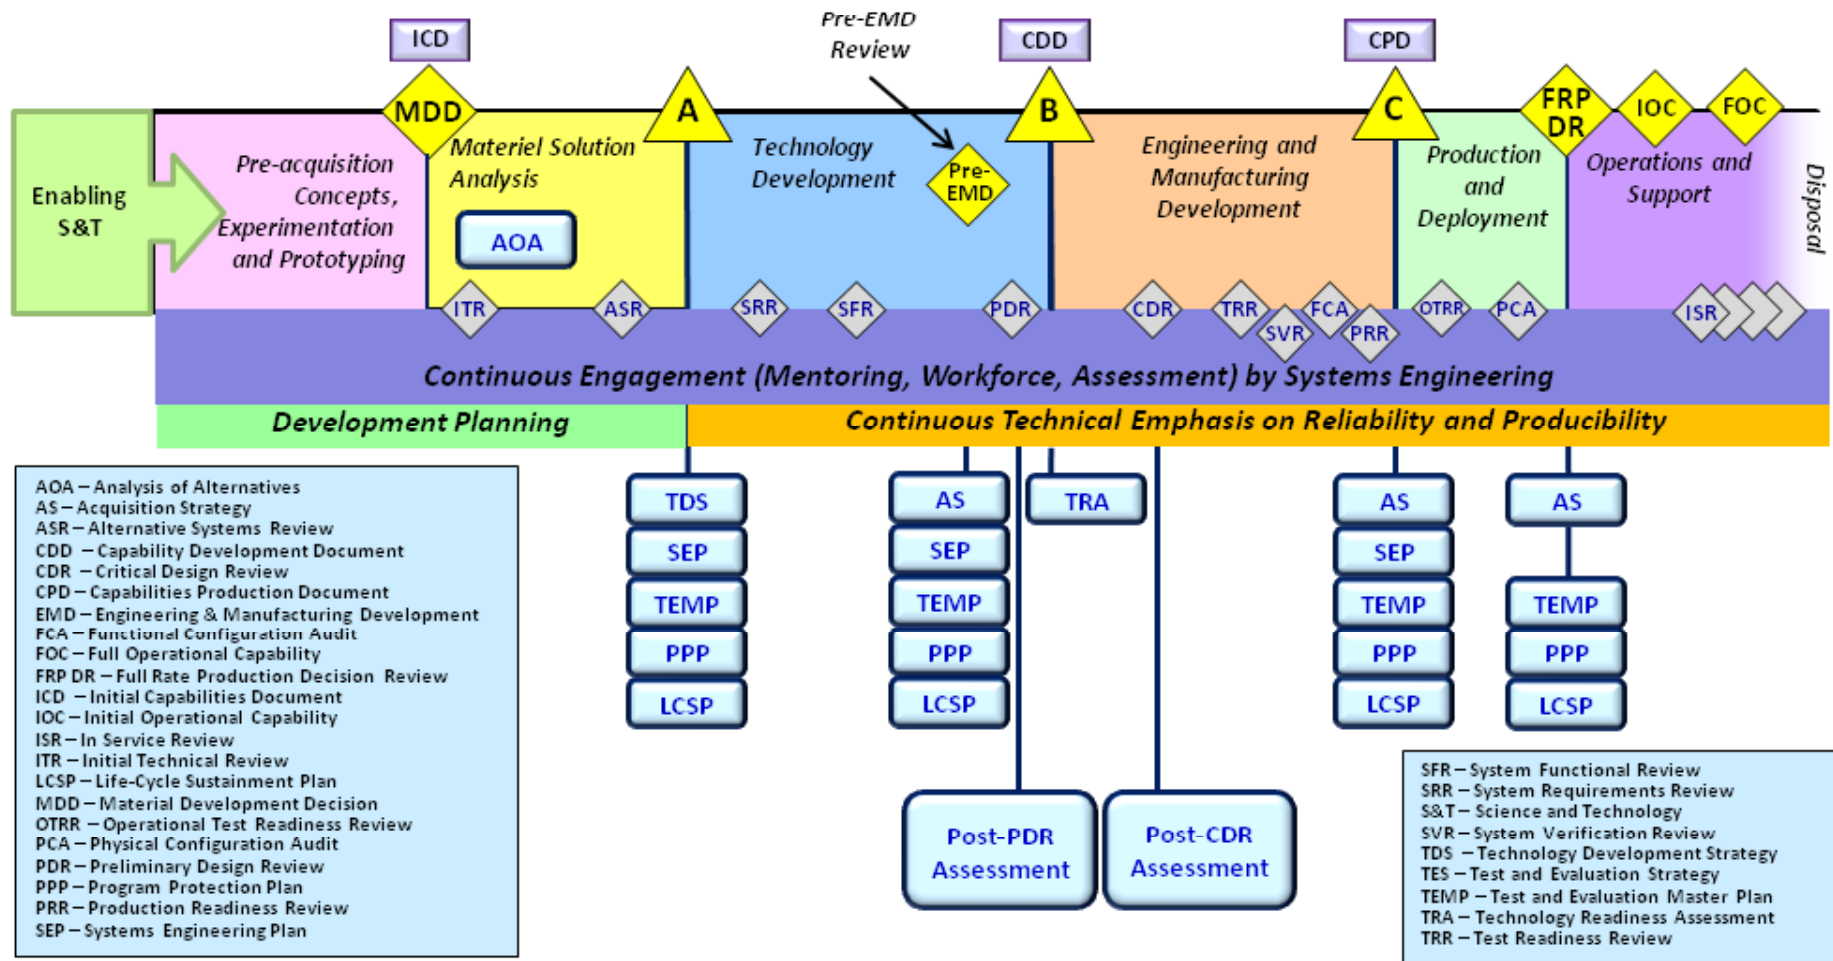 Pre-EMD
Review
ICD
CDD
CPD
MDD
A
B
C
FRP
DR
IOC
FOC
Enabling
S&T
Pre-acquisition
Concepts,
Experimentation
and Prototyping
Materiel Solution
Analysis
AOA
Technology
Development
Pre-
EMD
Engineering and
Manufacturing
Development
Production
and
Deployment
Operations and
Support
Disposal
ITR
ASR
SRR
SFR
PDR
CDR
TRR
SVR
FCA
PRR
OTRR
PCA
ISR
Continuous Engagement (Mentoring, Workforce, Assessment) by Systems Engineering
Development Planning
Continuous Technical Emphasis on Reliability and Producibility
TDS
SEP
TEMP
PPP
LCSP
AS
SEP
TEMP
PPP
LCSP
TRA
AS
SEP
TEMP
PPP
LCSP
AS
TEMP
PPP
LCSP
Post-PDR
Assessment
Post-CDR
Assessment
AOA – Analysis of Alternatives
AS – Acquisition Strategy
ASR – Alternative Systems Review
CDD – Capability Development Document
CDR – Critical Design Review
CPD – Capabilities Production Document
EMD – Engineering & Manufacturing Development
FCA – Functional Configuration Audit
FOC – Full Operational Capability
FRP DR – Full Rate Production Decision Review
ICD – Initial Capabilities Document
IOC – Initial Operational Capability
ISR – In Service Review
ITR – Initial Technical Review
LCSP – Life-Cycle Sustainment Plan
MDD – Material Development Decision
OTRR – Operational Test Readiness Review
PCA – Physical Configuration Audit
PDR – Preliminary Design Review
PPP – Program Protection Plan
PRR – Production Readiness Review
SEP – Systems Engineering Plan
SFR – System Functional Review
SRR – System Requirements Review
S&T – Science and Technology
SVR – System Verification Review
TDS – Technology Development Strategy
TES – Test and Evaluation Strategy
TEMP – Test and Evaluation Master Plan
TRA – Technology Readiness Assessment
TRR – Test Readiness Review